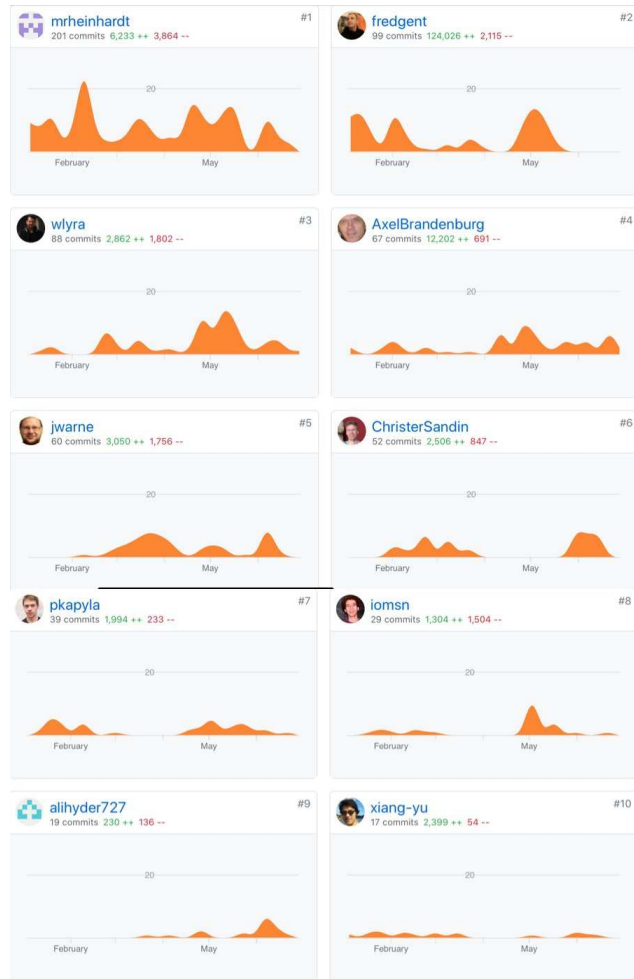 mrheinhardt #1
201 commits 6,233 ++ 3,864 --
20
February May
fredgent #2
99 commits 124,026 ++ 2,115 --
20
February May
wlyra #3
88 commits 2,862 ++ 1,802 --
20
February May
AxelBrandenburg #4
67 commits 12,202 ++ 691 --
20
February May
jwarne #5
60 commits 3,050 ++ 1,756 --
20
February May
ChristerSandin #6
52 commits 2,506 ++ 847 --
20
February May
pkapyla #7
39 commits 1,994 ++ 233 --
20
February May
iomsn #8
29 commits 1,304 ++ 1,504 --
20
February May
alihyder727 #9
19 commits 230 ++ 136 --
20
February May
xiang-yu #10
17 commits 2,399 ++ 54 --
20
February May